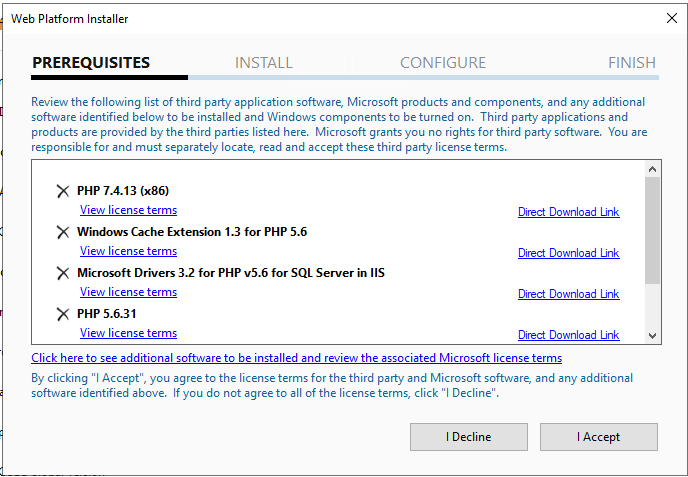 Web Platform Installer
PREREQUISITES INSTALL CONFIGURE FINISH
Review the following list of third party application software, Microsoft products and components, and any additional
software identified below to be installed and Windows components to be turned on. Third party applications and
products are provided by the third parties listed here. Microsoft grants you no rights for third party software. You are
responsible for and must separately locate, read and accept these third party license terms.
PHP 7.4.13 (x86)
View license terms Direct Download Link
Windows Cache Extension 1.3 for PHP 5.6
View license terms Direct Download Link
Microsoft Drivers 3.2 for PHP v5.6 for SQL Server in IIS
View license terms Direct Download Link
PHP 5.6.31
View license terms Direct Download Link
Click here to see additional software to be installed and review the associated Microsoft license terms
By clicking "I Accept", you agree to the license terms for the third party and Microsoft software, and any additional
software identified above. If you do not agree to all of the license terms, click "I Decline".
I Decline I Accept